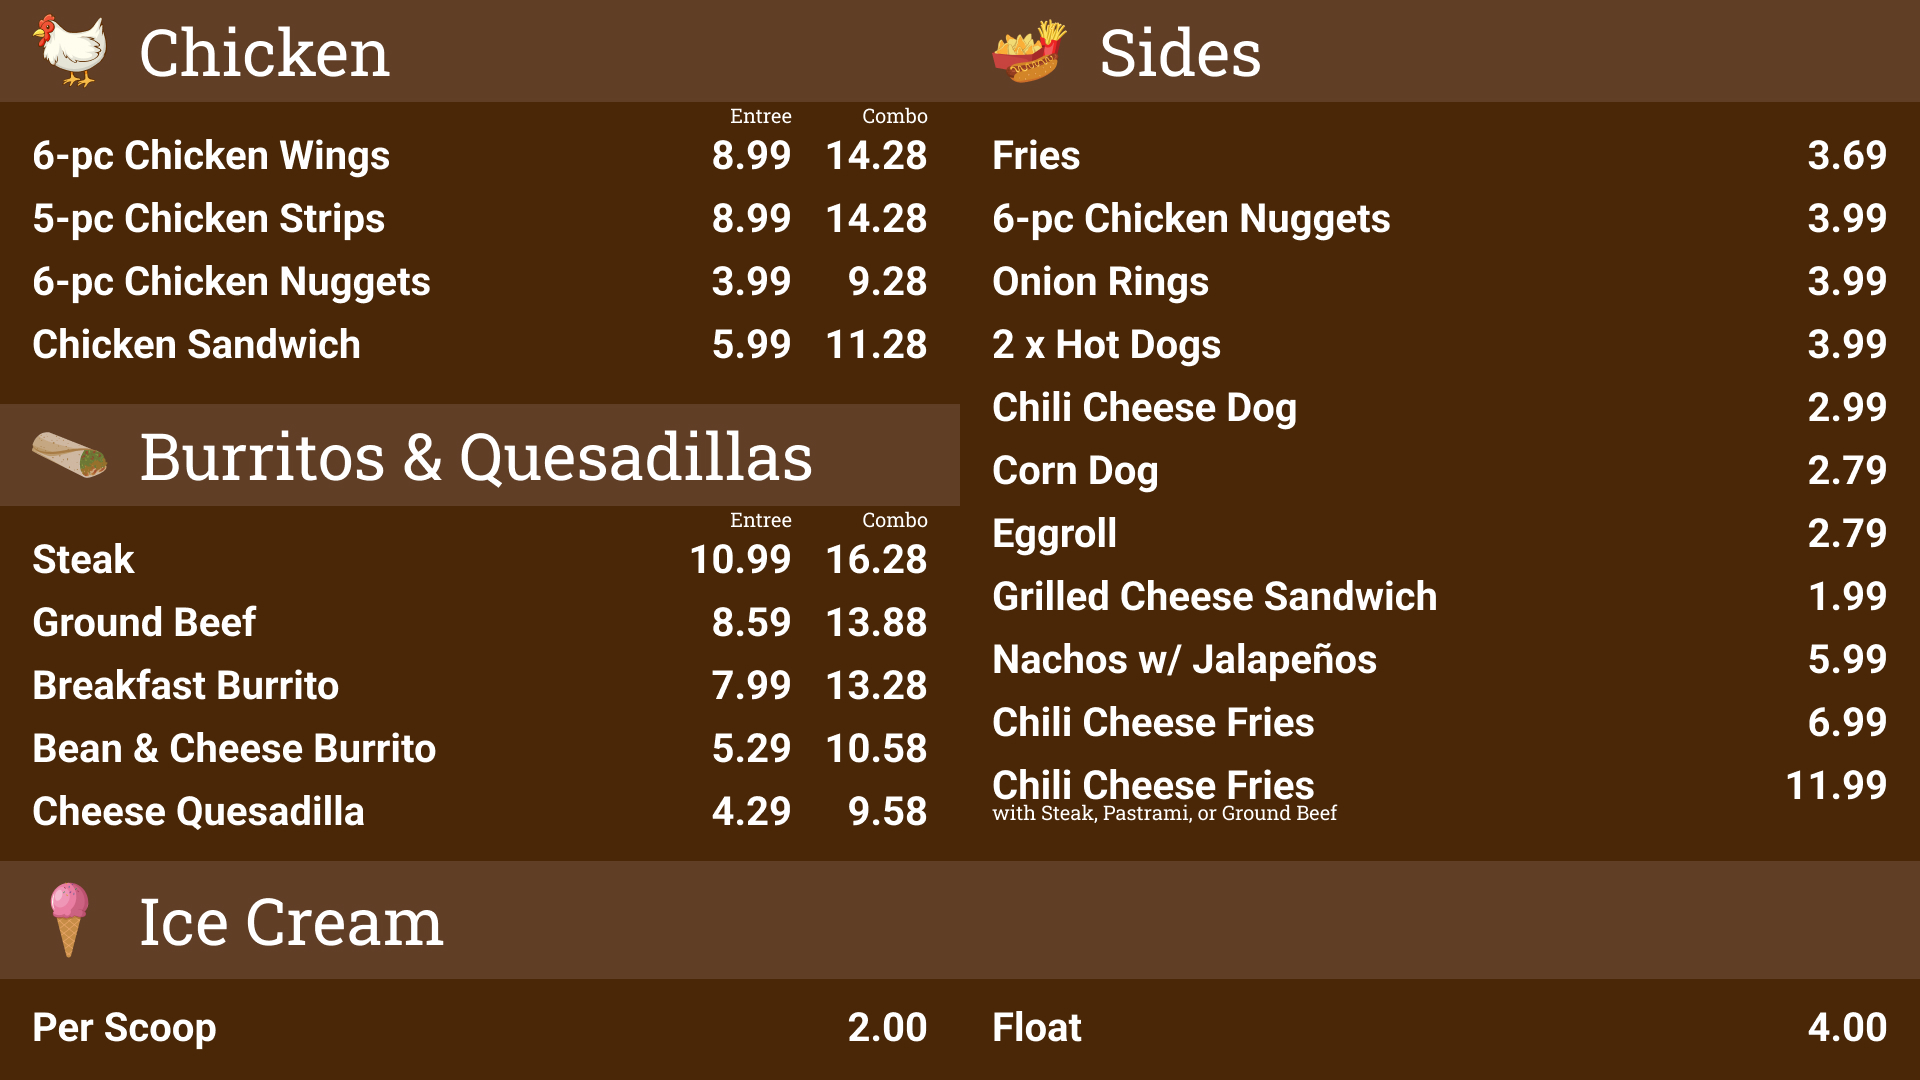 Chicken
Entree Combo
6-pc Chicken Wings 8.99 14.28
5-pc Chicken Strips 8.99 14.28
6-pc Chicken Nuggets 3.99 9.28
Chicken Sandwich 5.99 11.28
Burritos & Quesadillas
Entree Combo
Steak 10.99 16.28
Ground Beef 8.59 13.88
Breakfast Burrito 7.99 13.28
Bean & Cheese Burrito 5.29 10.58
Cheese Quesadilla 4.29 9.58
Sides
Fries 3.69
6-pc Chicken Nuggets 3.99
Onion Rings 3.99
2 x Hot Dogs 3.99
Chili Cheese Dog 2.99
Corn Dog 2.79
Eggroll 2.79
Grilled Cheese Sandwich 1.99
Nachos w/ Jalapeños 5.99
Chili Cheese Fries 6.99
Chili Cheese Fries 11.99
with Steak, Pastrami, or Ground Beef
Ice Cream
Per Scoop 2.00
Float 4.00